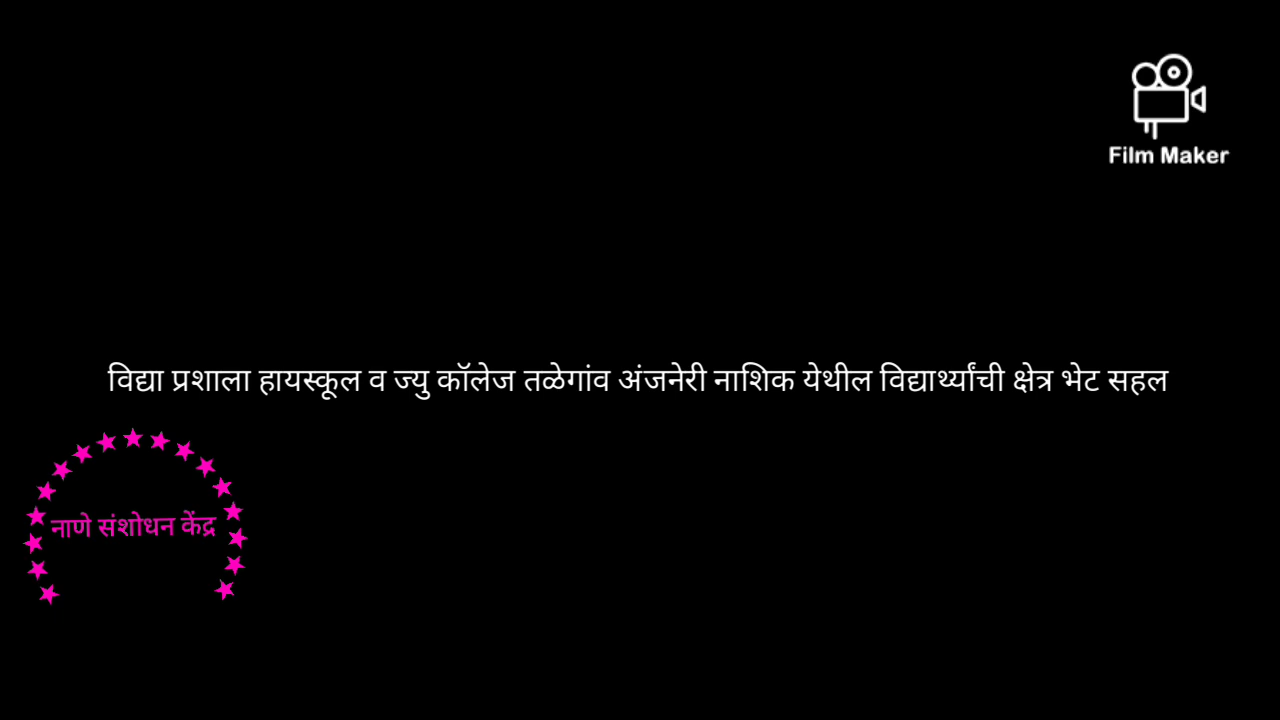 Film Maker
विद्या प्रशाला हायस्कूल व ज्यु कॉलेज तळेगांव अंजनेरी नाशिक येथील विद्यार्थ्यांची क्षेत्र भेट सहल
नाणे संशोधन केंद्र